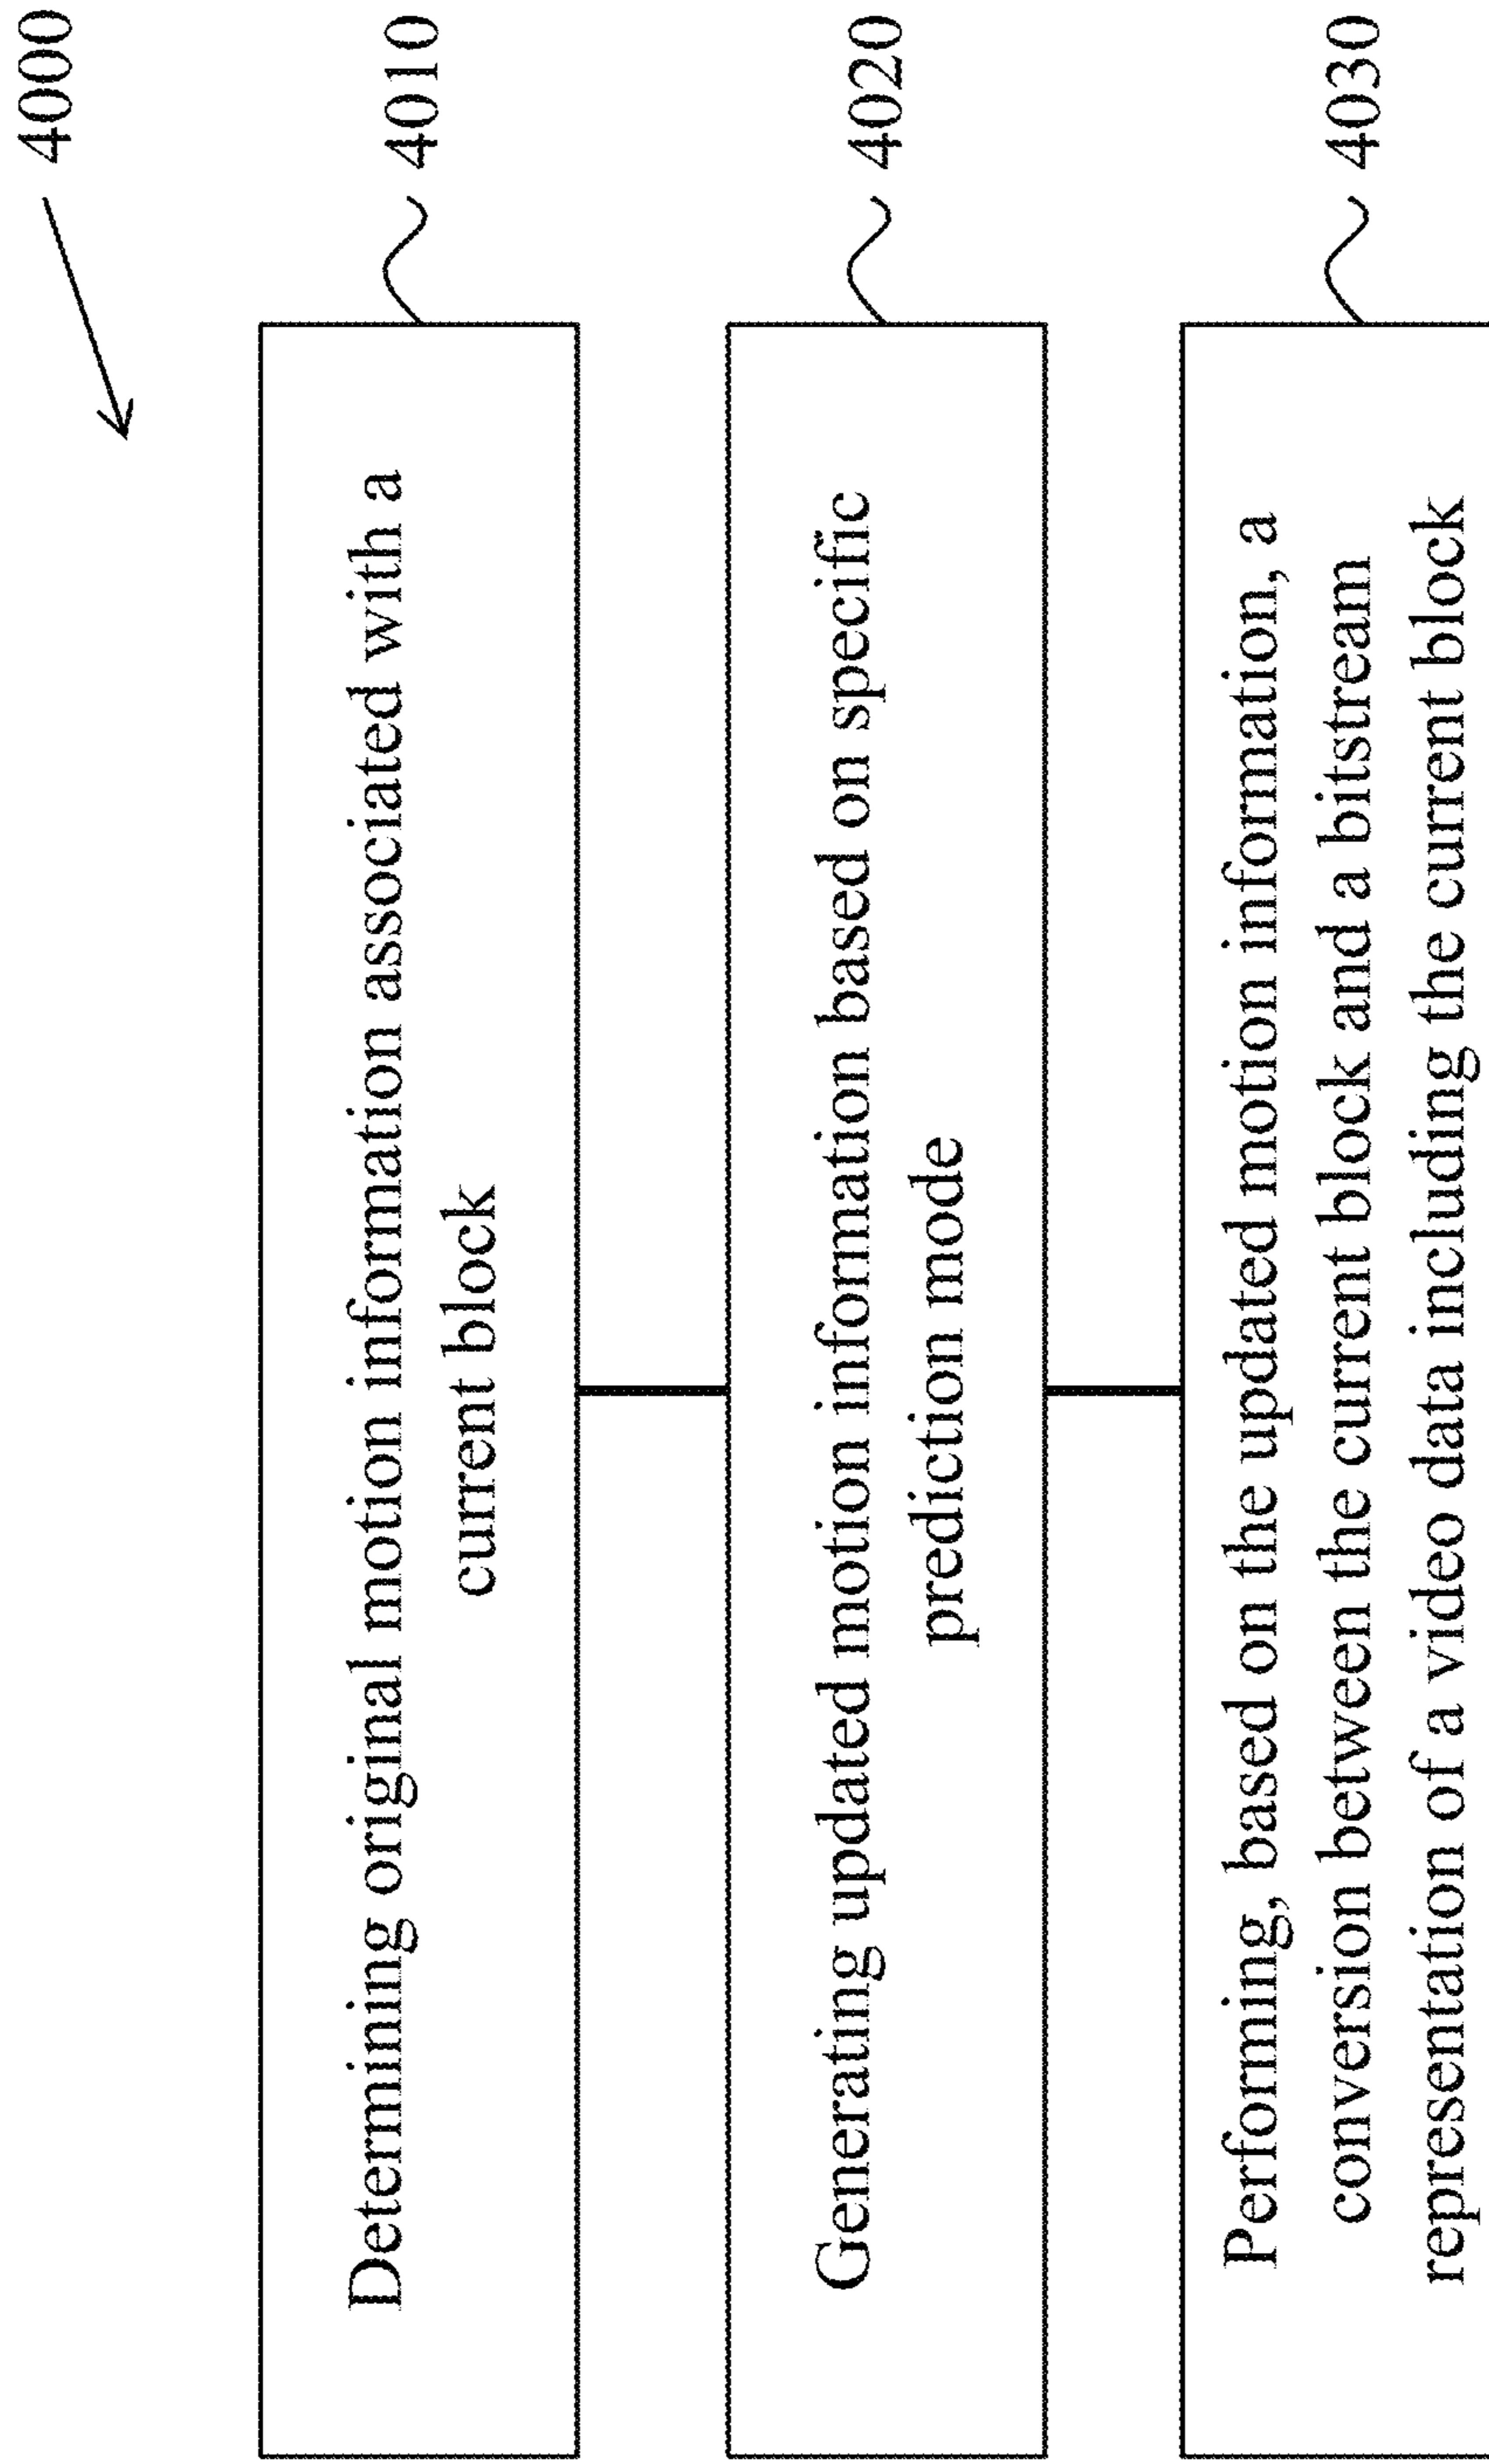 4000
Determining original motion information associated with a
current block
4010
Generating updated motion information based on specific
prediction mode
4020
Performing, based on the updated motion information, a
conversion between the current block and a bitstream
representation of a video data including the current block
4030